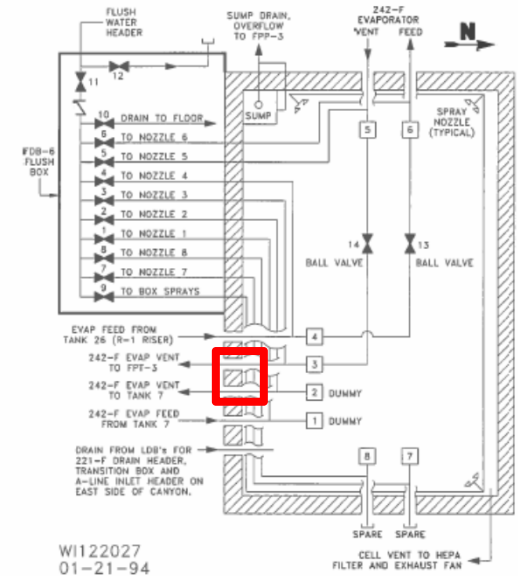 FLUSH
WATER
HEADER
SUMP DRAIN,
OVERFLOW
TO FPP-3
242-F
EVAPORATOR
VENT FEED
N
12
11
SUMP
SPRAY
NOZZLE
(TYPICAL)
10 DRAIN TO FLOOR
6 TO NOZZLE 6
5 TO NOZZLE 5
4 TO NOZZLE 4
3 TO NOZZLE 3
2 TO NOZZLE 2
1 TO NOZZLE 1
8 TO NOZZLE 8
7 TO NOZZLE 7
9 TO BOX SPRAYS
FDB-6
FLUSH
BOX
5 6
14 13
BALL VALVE BALL VALVE
EVAP FEED FROM
TANK 26 (R-1 RISER)
4
242-F EVAP VENT
TO FPT-3
3
242-F EVAP VENT
TO TANK 7
2 DUMMY
242-F EVAP FEED
FROM TANK 7
1 DUMMY
DRAIN FROM LDB's FOR
221-F DRAIN HEADER,
TRANSITION BOX AND
A-LINE INLET HEADER ON
EAST SIDE OF CANYON.
8 7
SPARE SPARE
CELL VENT TO HEPA
FILTER AND EXHAUST FAN
WI122027
01-21-94